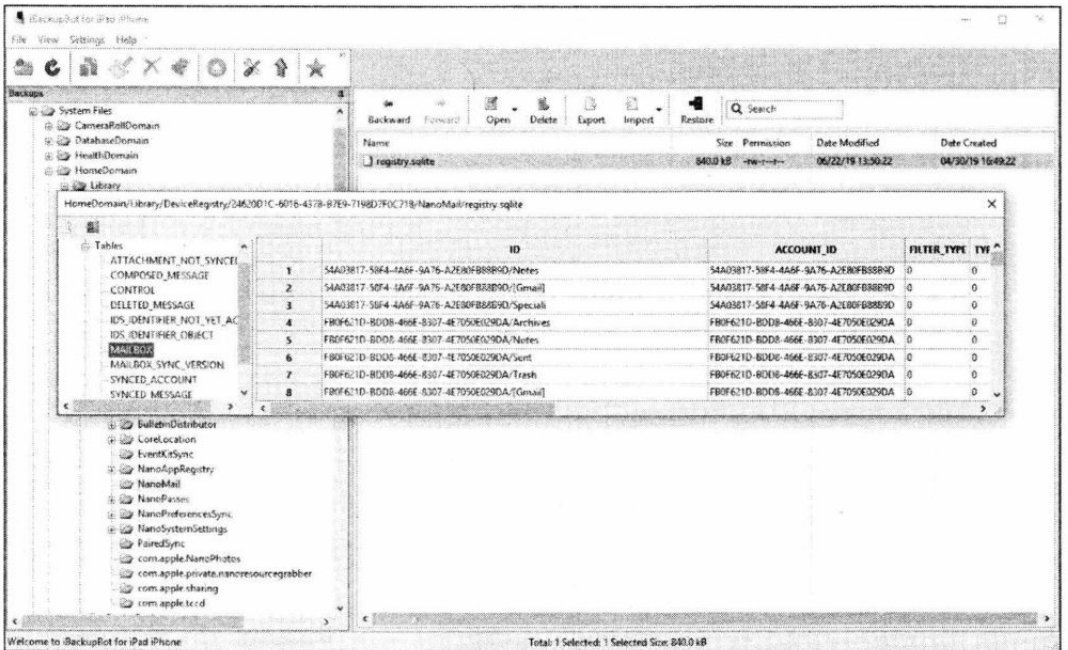 iBackupBot for iPad iPhone
File View Settings Help
Backups
System Files
CameraRollDomain
DatabaseDomain
HealthDomain
HomeDomain
Library
Backward Forward Open Delete Export Import Restore Search
Name Size Permission Date Modified Date Created
registry.sqlite 840.0 kB -rw-r--r-- 06/22/19 13:50:22 04/30/19 16:49:22
HomeDomain/Library/DeviceRegistry/24620D1C-6016-4378-B7E9-7198D7F0C718/NanoMail/registry.sqlite
Tables
ATTACHMENT_NOT_SYNCED
COMPOSED_MESSAGE
CONTROL
DELETED_MESSAGE
IDS_IDENTIFIER_NOT_YET_AC
IDS_IDENTIFIER_OBJECT
MAILBOX
MAILBOX_SYNC_VERSION
SYNCED_ACCOUNT
SYNCED_MESSAGE
ID ACCOUNT_ID FILTER_TYPE TYF
1 54A03817-58F4-4A6F-9A76-A2E80FB88B9D/Notes 54A03817-58F4-4A6F-9A76-A2E80FB88B9D 0 0
2 54A03817-58F4-4A6F-9A76-A2E80FB88B9D/[Gmail] 54A03817-58F4-4A6F-9A76-A2E80FB88B9D 0 0
3 54A03817-58F4-4A6F-9A76-A2E80FB88B9D/Speciali 54A03817-58F4-4A6F-9A76-A2E80FB88B9D 0 0
4 FB0F621D-BDD8-466E-8307-4E7050E029DA/Archives FB0F621D-BDD8-466E-8307-4E7050E029DA 0 0
5 FB0F621D-BDD8-466E-8307-4E7050E029DA/Notes FB0F621D-BDD8-466E-8307-4E7050E029DA 0 0
6 FB0F621D-BDD8-466E-8307-4E7050E029DA/Sent FB0F621D-BDD8-466E-8307-4E7050E029DA 0 0
7 FB0F621D-BDD8-466E-8307-4E7050E029DA/Trash FB0F621D-BDD8-466E-8307-4E7050E029DA 0 0
8 FB0F621D-BDD8-466E-8307-4E7050E029DA/[Gmail] FB0F621D-BDD8-466E-8307-4E7050E029DA 0 0
BulletinDistributor
CoreLocation
EventKitSync
NanoAppRegistry
NanoMail
NanoPasses
NanoPreferencesSync
NanoSystemSettings
PairedSync
com.apple.NanoPhotos
com.apple.private.nanoresourcegrabber
com.apple.sharing
com.apple.tccd
Welcome to iBackupBot for iPad iPhone Total: 1 Selected: 1 Selected Size: 840.0 kB